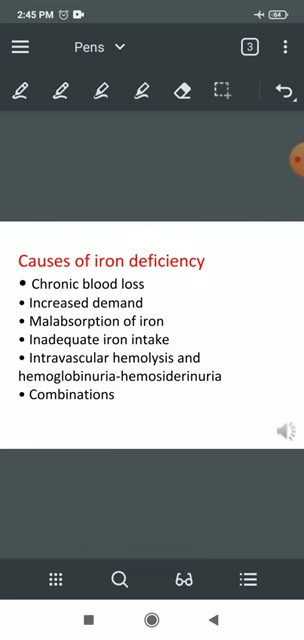 2:45 PM
64
Pens
3
Causes of iron deficiency
• Chronic blood loss
• Increased demand
• Malabsorption of iron
• Inadequate iron intake
• Intravascular hemolysis and
hemoglobinuria-hemosiderinuria
• Combinations